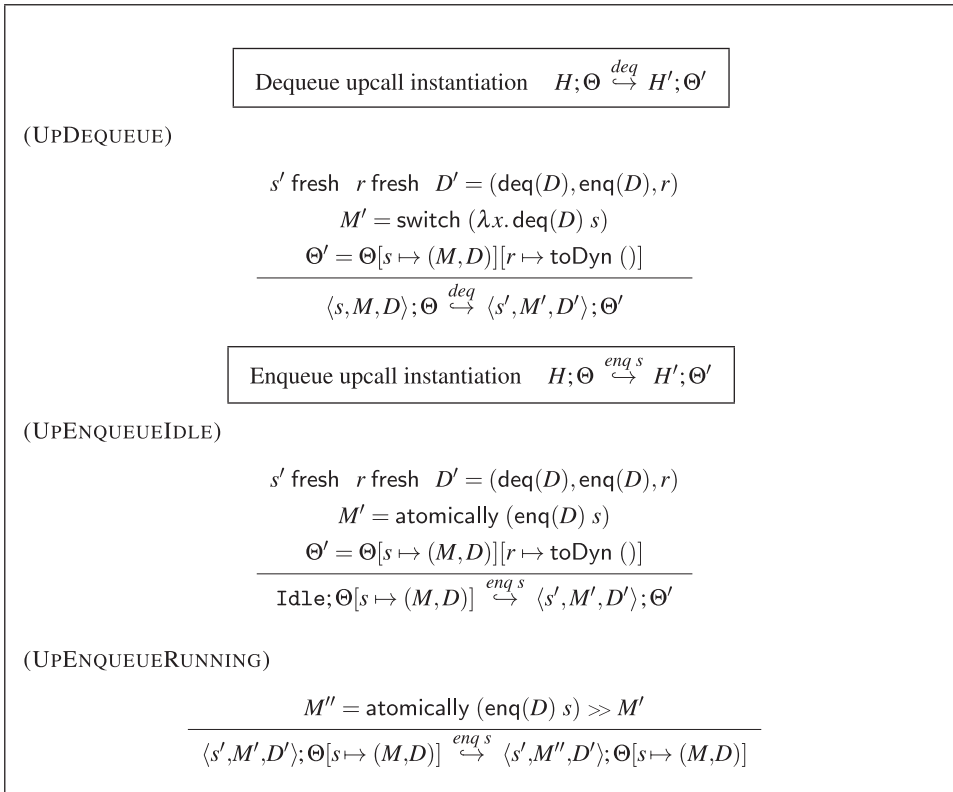 Dequeue upcall instantiation H;Θ ↪^{deq} H′;Θ′
(UPDEQUEUE)
s′ fresh r fresh D′ = (deq(D),enq(D),r)
M′ = switch (λx.deq(D) s)
Θ′ = Θ[s ↦ (M,D)][r ↦ toDyn ()]
⟨s,M,D⟩;Θ ↪^{deq} ⟨s′,M′,D′⟩;Θ′
Enqueue upcall instantiation H;Θ ↪^{enq s} H′;Θ′
(UPENQUEUEIDLE)
s′ fresh r fresh D′ = (deq(D),enq(D),r)
M′ = atomically (enq(D) s)
Θ′ = Θ[s ↦ (M,D)][r ↦ toDyn ()]
Idle;Θ[s ↦ (M,D)] ↪^{enq s} ⟨s′,M′,D′⟩;Θ′
(UPENQUEUERUNNING)
M″ = atomically (enq(D) s) ≫ M′
⟨s′,M′,D′⟩;Θ[s ↦ (M,D)] ↪^{enq s} ⟨s′,M″,D′⟩;Θ[s ↦ (M,D)]